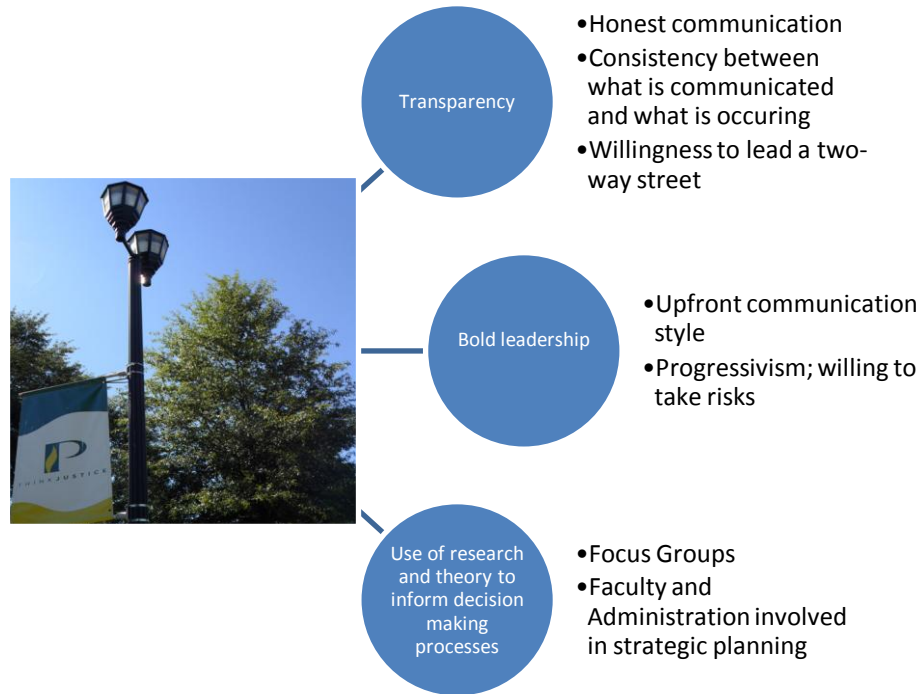 Transparency
•Honest communication
•Consistency between
what is communicated
and what is occuring
•Willingness to lead a two-
way street
Bold leadership
•Upfront communication
style
•Progressivism; willing to
take risks
P
THINKJUSTICE
Use of research
and theory to
inform decision
making
processes
•Focus Groups
•Faculty and
Administration involved
in strategic planning